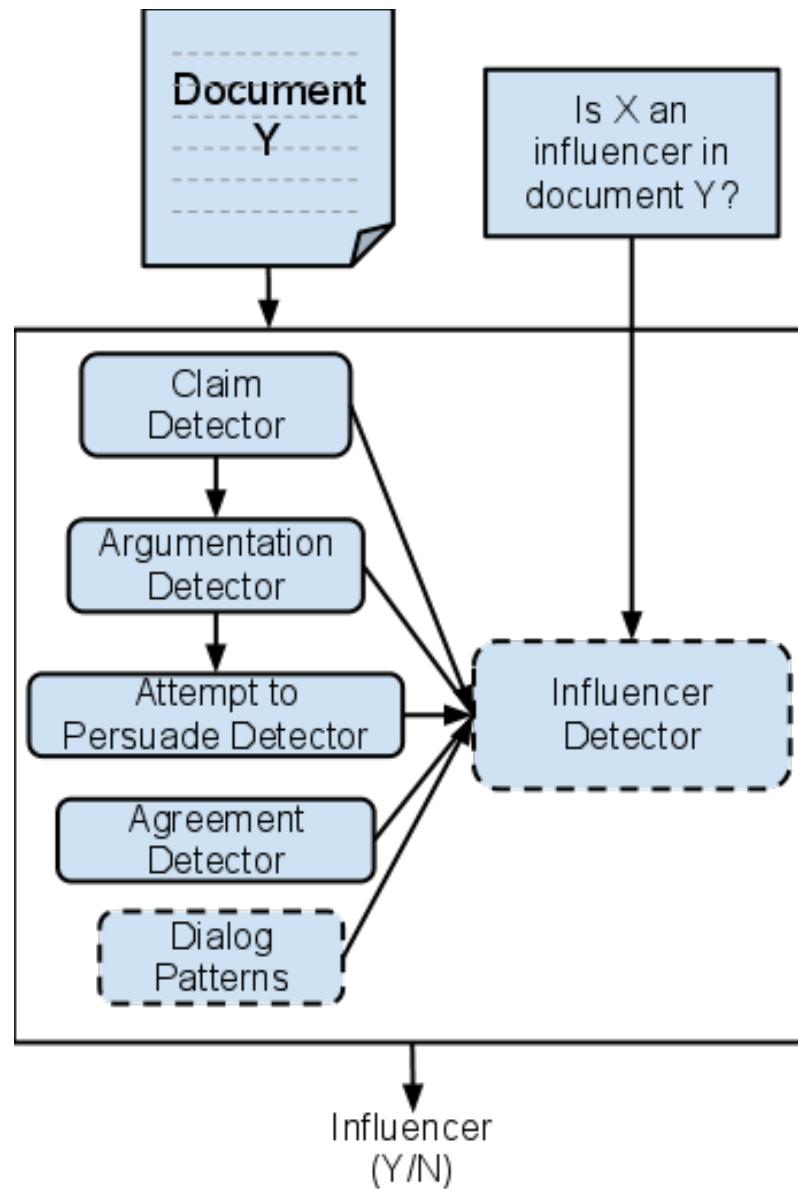 Document
Y
Is X an
influencer in
document Y?
Claim
Detector
Argumentation
Detector
Attempt to
Persuade Detector
Influencer
Detector
Agreement
Detector
Dialog
Patterns
Influencer
(Y/N)